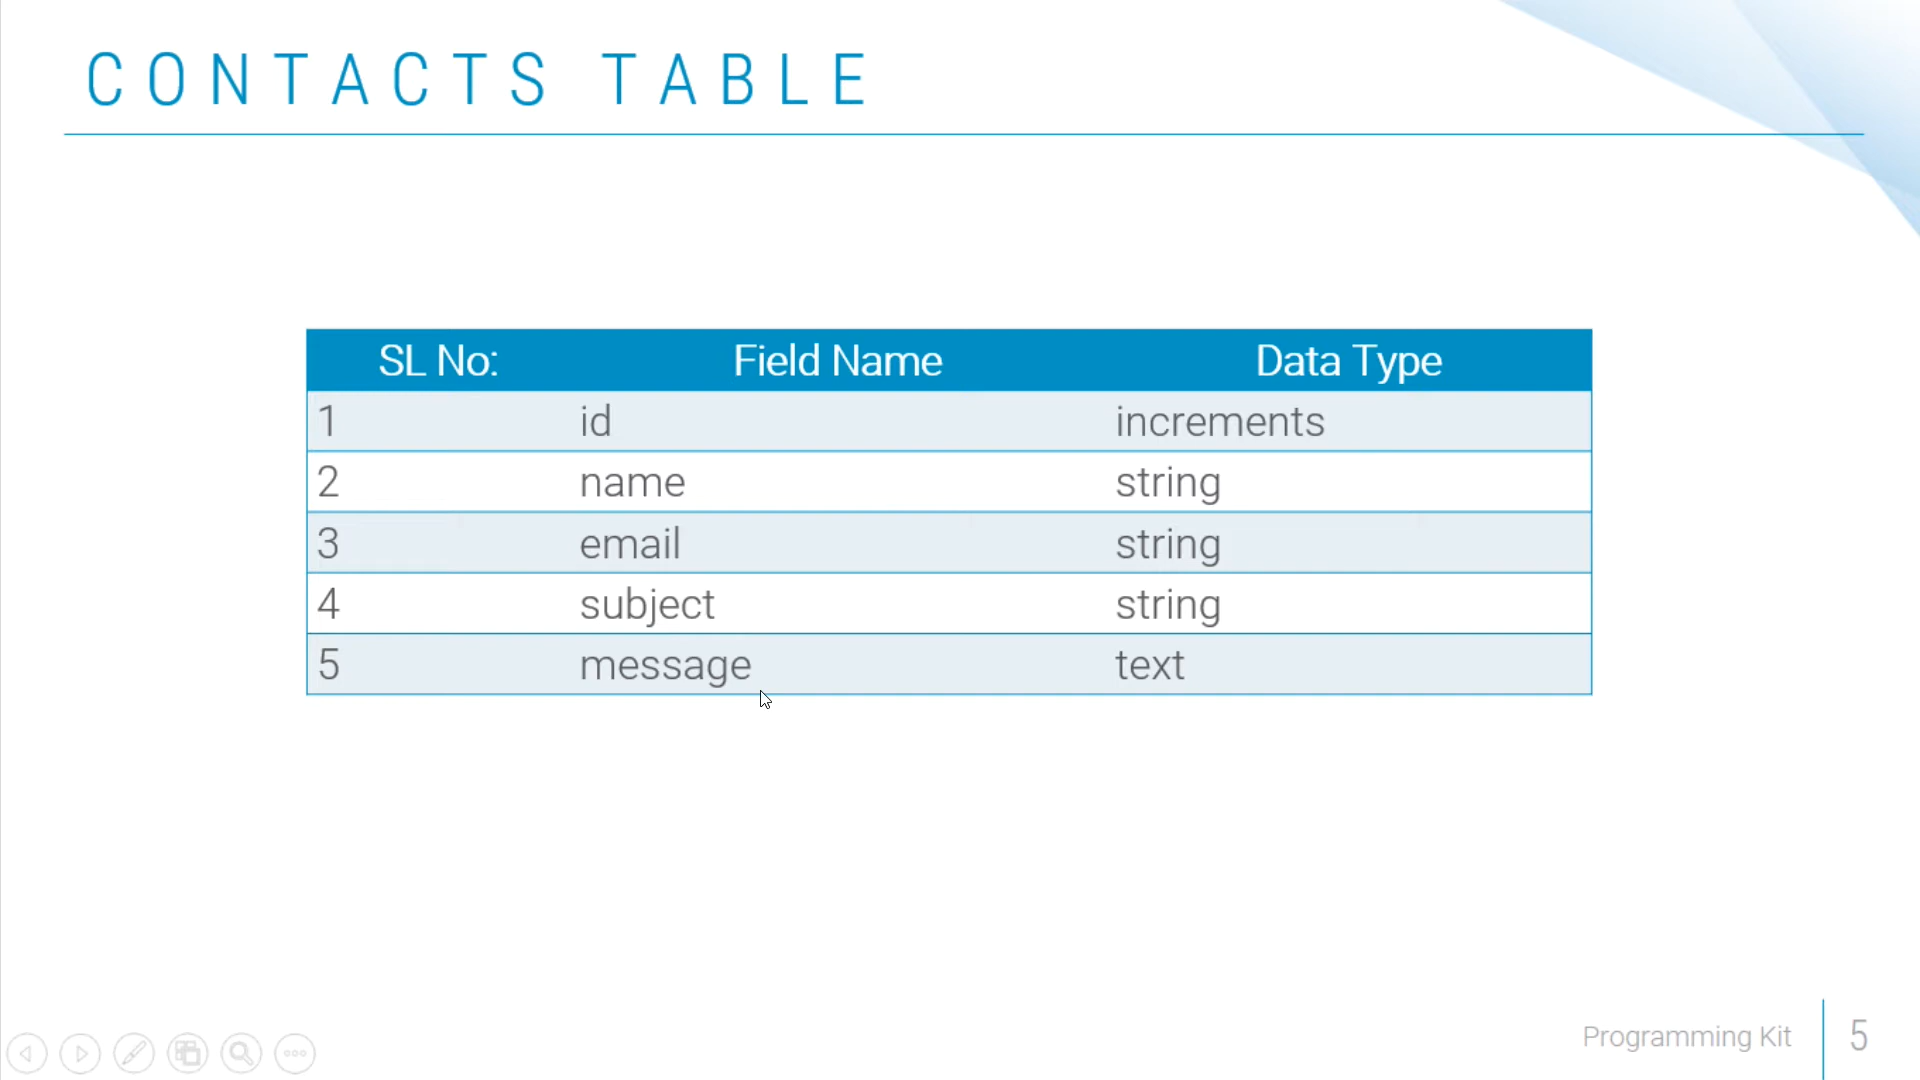 CONTACTS TABLE
SL No: Field Name Data Type
1 id increments
2 name string
3 email string
4 subject string
5 message text
Programming Kit 5